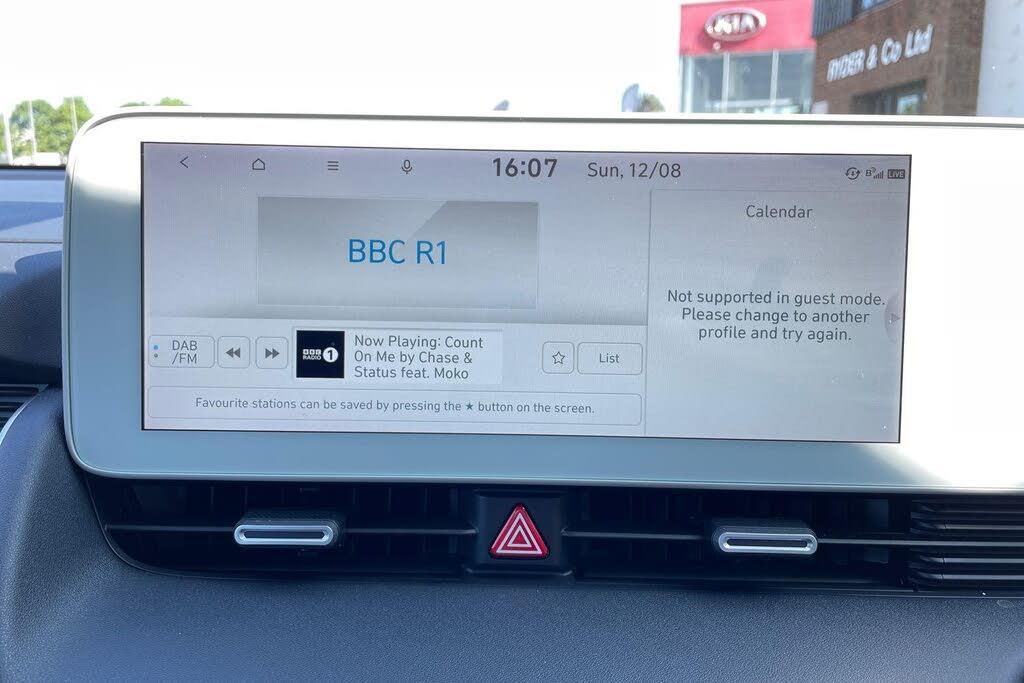 KIA
RYDER & Co Ltd
16:07 Sun, 12/08
LIVE
BBC R1
Calendar
Not supported in guest mode.
Please change to another
profile and try again.
DAB
/FM
BBC
RADIO 1
Now Playing: Count
On Me by Chase &
Status feat. Moko
List
Favourite stations can be saved by pressing the ★ button on the screen.